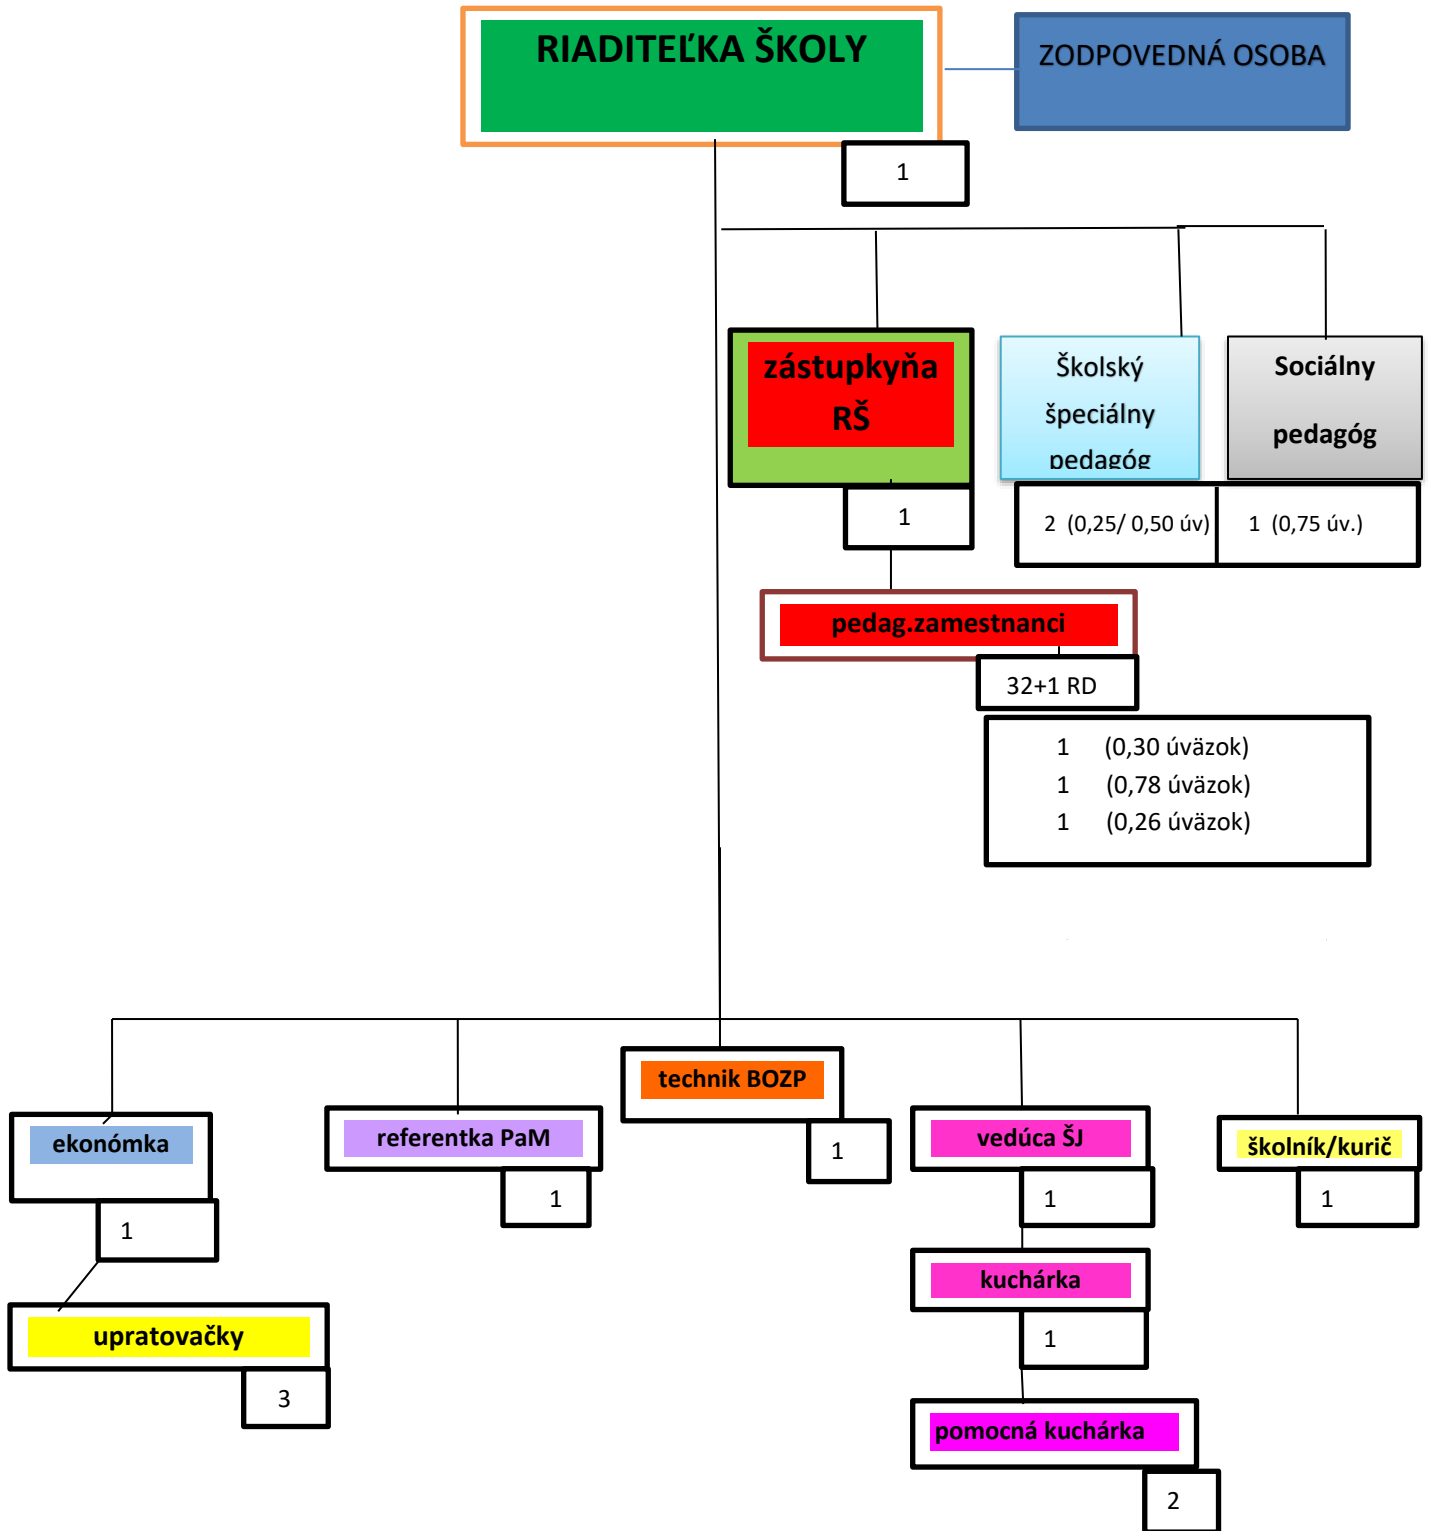 RIADITEĽKA ŠKOLY
ZODPOVEDNÁ OSOBA
1
zástupkyňa
RŠ
Školský
špeciálny
pedagóg
Sociálny
pedagóg
1
2 (0,25/ 0,50 úv)
1 (0,75 úv.)
pedag.zamestnanci
32+1 RD
1 (0,30 úväzok)
1 (0,78 úväzok)
1 (0,26 úväzok)
ekonómka
1
referentka PaM
1
technik BOZP
1
vedúca ŠJ
1
školník/kurič
1
upratovačky
3
kuchárka
1
pomocná kuchárka
2